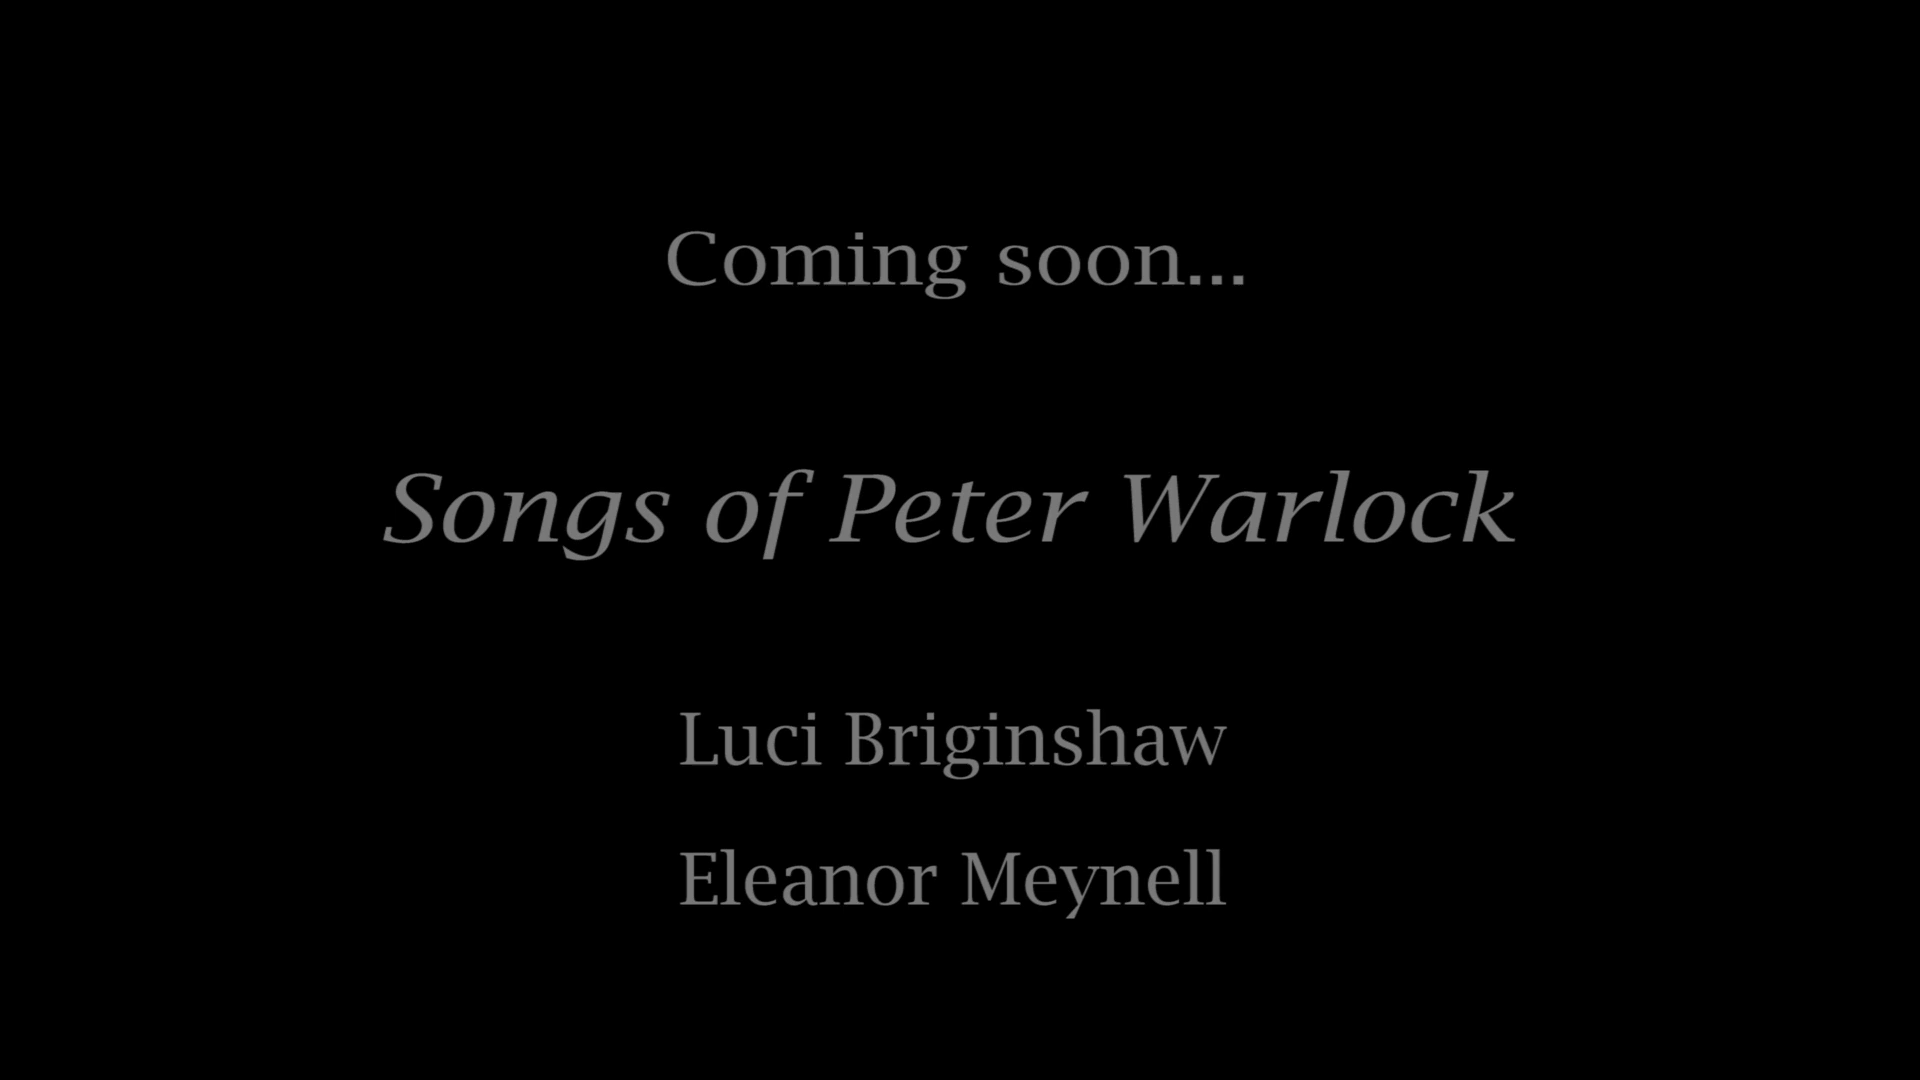 Coming soon...
Songs of Peter Warlock
Luci Briginshaw
Eleanor Meynell